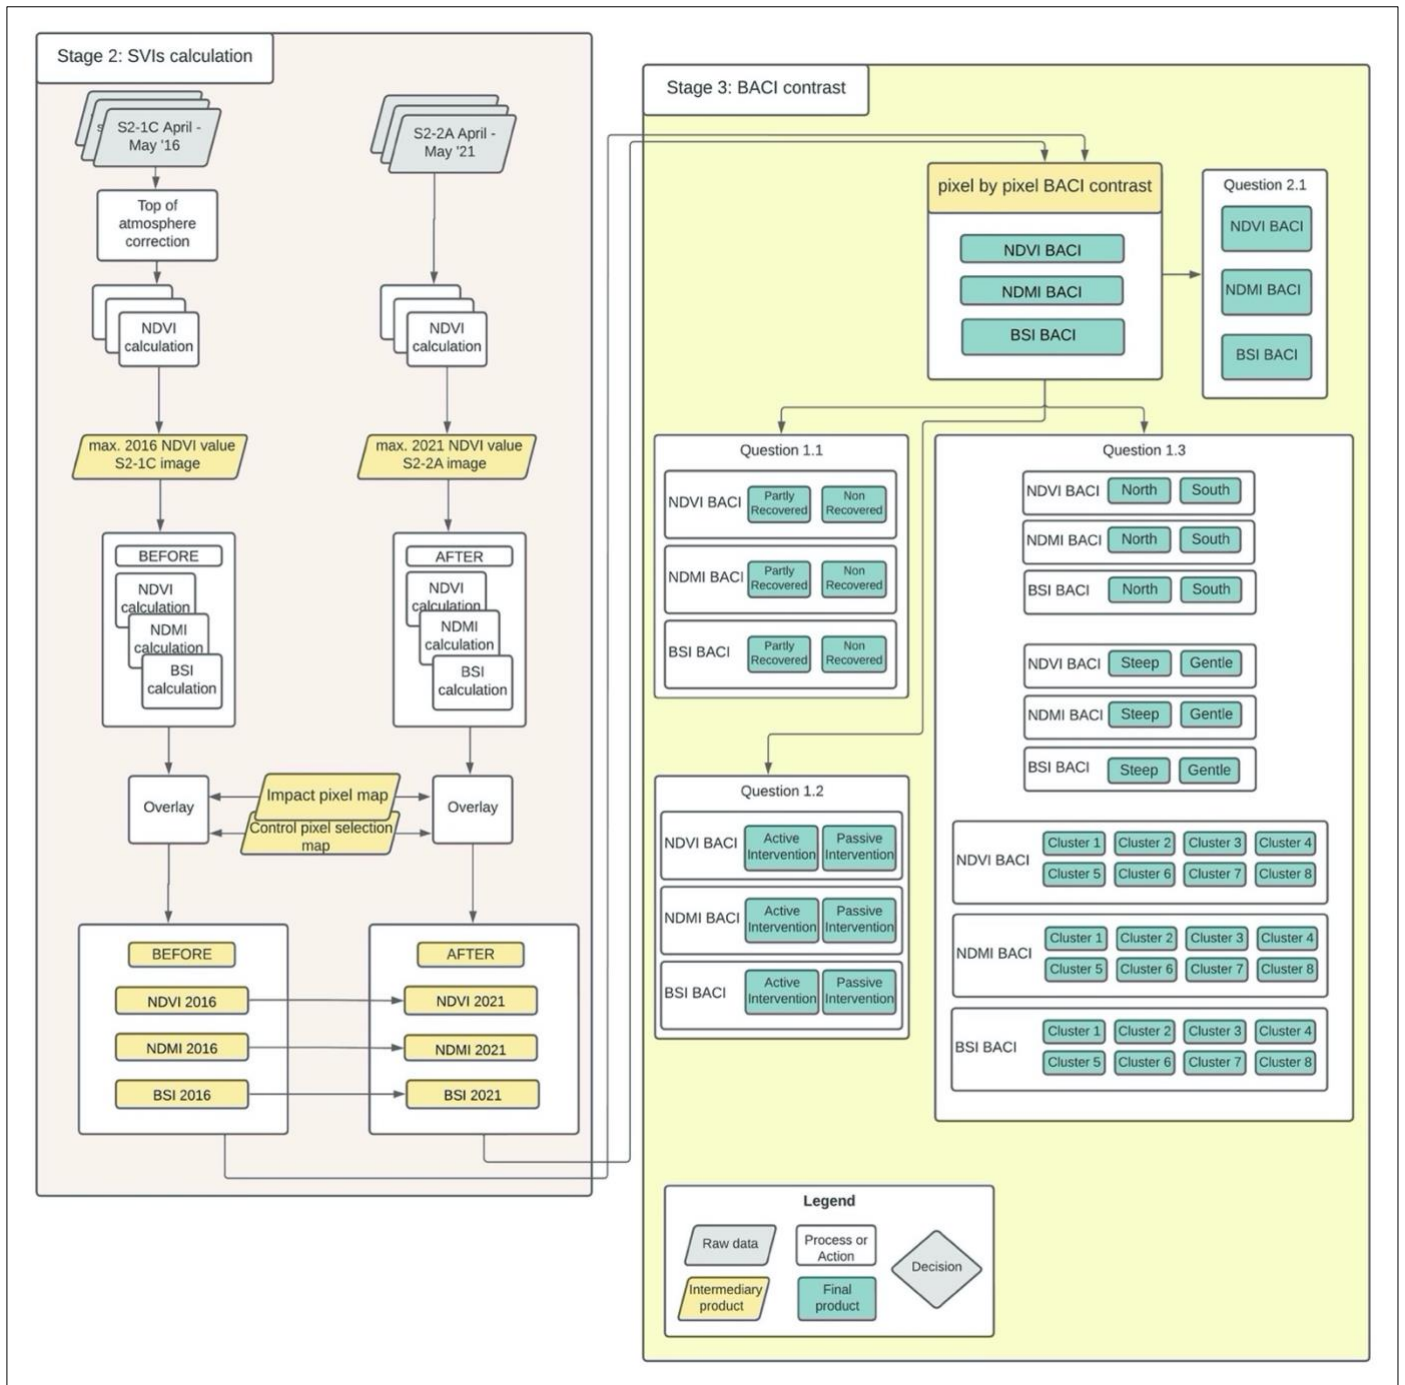 Stage 2: SVIs calculation
S2-1C April -
May '16
S2-2A April -
May '21
Top of
atmosphere
correction
NDVI
calculation
NDVI
calculation
max. 2016 NDVI value
S2-1C image
max. 2021 NDVI value
S2-2A image
BEFORE
NDVI
calculation
NDMI
calculation
BSI
calculation
AFTER
NDVI
calculation
NDMI
calculation
BSI
calculation
Overlay
Impact pixel map
Control pixel selection
map
Overlay
BEFORE
NDVI 2016
NDMI 2016
BSI 2016
AFTER
NDVI 2021
NDMI 2021
BSI 2021
Stage 3: BACI contrast
pixel by pixel BACI contrast
NDVI BACI
NDMI BACI
BSI BACI
Question 2.1
NDVI BACI
NDMI BACI
BSI BACI
Question 1.1
NDVI BACI
Partly
Recovered
Non
Recovered
NDMI BACI
Partly
Recovered
Non
Recovered
BSI BACI
Partly
Recovered
Non
Recovered
Question 1.2
NDVI BACI
Active
Intervention
Passive
Intervention
NDMI BACI
Active
Intervention
Passive
Intervention
BSI BACI
Active
Intervention
Passive
Intervention
Question 1.3
NDVI BACI North South
NDMI BACI North South
BSI BACI North South
NDVI BACI Steep Gentle
NDMI BACI Steep Gentle
BSI BACI Steep Gentle
NDVI BACI
Cluster 1 Cluster 2 Cluster 3 Cluster 4
Cluster 5 Cluster 6 Cluster 7 Cluster 8
NDMI BACI
Cluster 1 Cluster 2 Cluster 3 Cluster 4
Cluster 5 Cluster 6 Cluster 7 Cluster 8
BSI BACI
Cluster 1 Cluster 2 Cluster 3 Cluster 4
Cluster 5 Cluster 6 Cluster 7 Cluster 8
Legend
Raw data
Process or
Action
Decision
Intermediary
product
Final
product